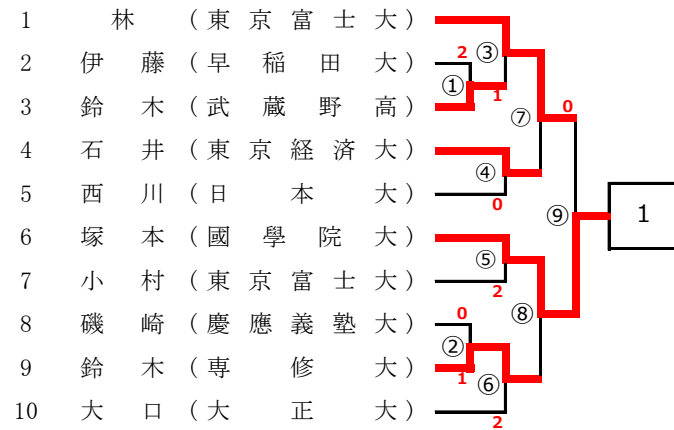 1 林 （東京富士大）
2 伊藤 （早稲田大）
3 鈴木 （武蔵野高）
4 石井 （東京経済大）
5 西川 （日本大）
6 塚本 （國學院大）
7 小村 （東京富士大）
8 磯崎 （慶應義塾大）
9 鈴木 （専修大）
10 大口 （大正大）
③
2
①
1
0
⑦
④
0
⑨
1
⑤
2
⑧
0
②
1
⑥
2